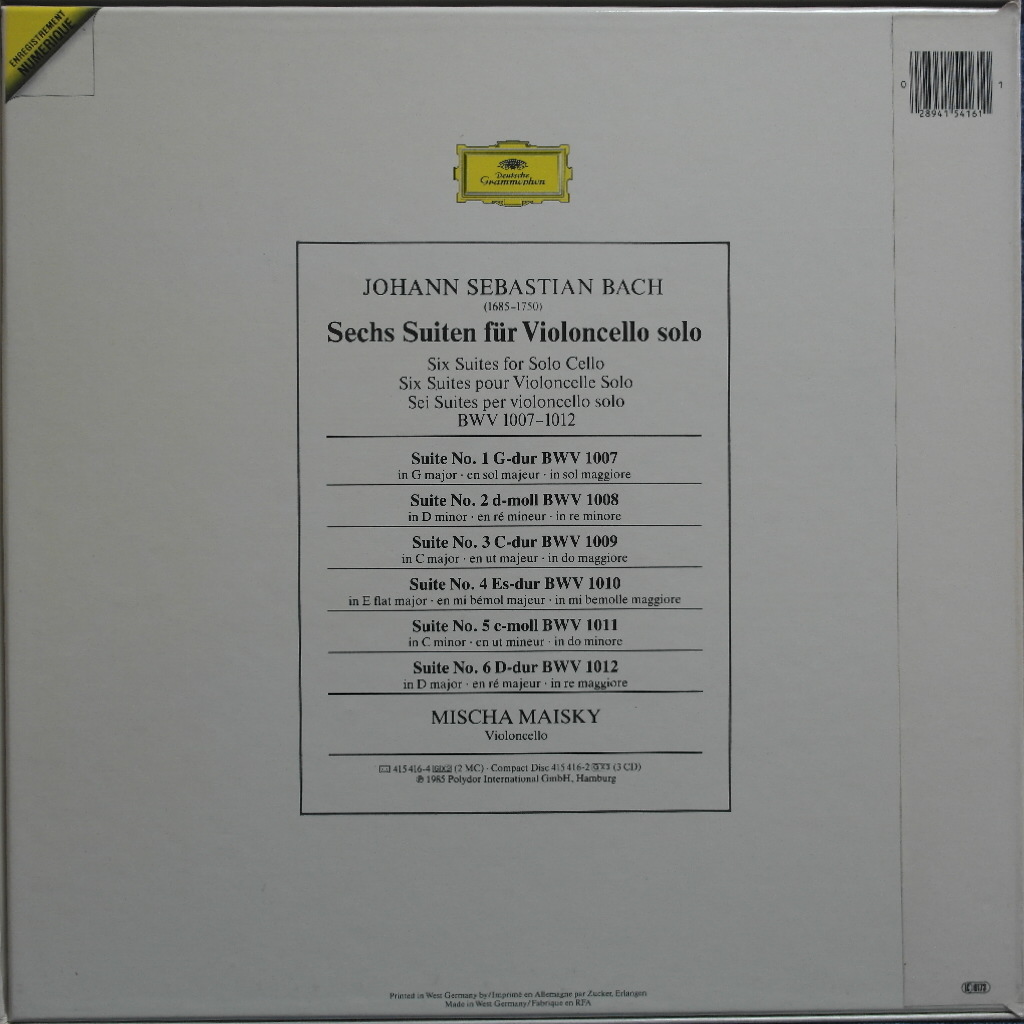 ENREGISTREMENT
NUMERIQUE
0 28941 54161 1
Deutsche
Grammophon
JOHANN SEBASTIAN BACH
(1685-1750)
Sechs Suiten für Violoncello solo
Six Suites for Solo Cello
Six Suites pour Violoncelle Solo
Sei Suites per violoncello solo
BWV 1007–1012
Suite No. 1 G-dur BWV 1007
in G major · en sol majeur · in sol maggiore
Suite No. 2 d-moll BWV 1008
in D minor · en ré mineur · in re minore
Suite No. 3 C-dur BWV 1009
in C major · en ut majeur · in do maggiore
Suite No. 4 Es-dur BWV 1010
in E flat major · en mi bémol majeur · in mi bemolle maggiore
Suite No. 5 c-moll BWV 1011
in C minor · en ut mineur · in do minore
Suite No. 6 D-dur BWV 1012
in D major · en ré majeur · in re maggiore
MISCHA MAISKY
Violoncello
415 416-4 (2 MC) · Compact Disc 415 416-2 (3 CD)
℗ 1985 Polydor International GmbH, Hamburg
Printed in West Germany by/Imprimé en Allemagne par Zucker, Erlangen
Made in West Germany/Fabriqué en RFA